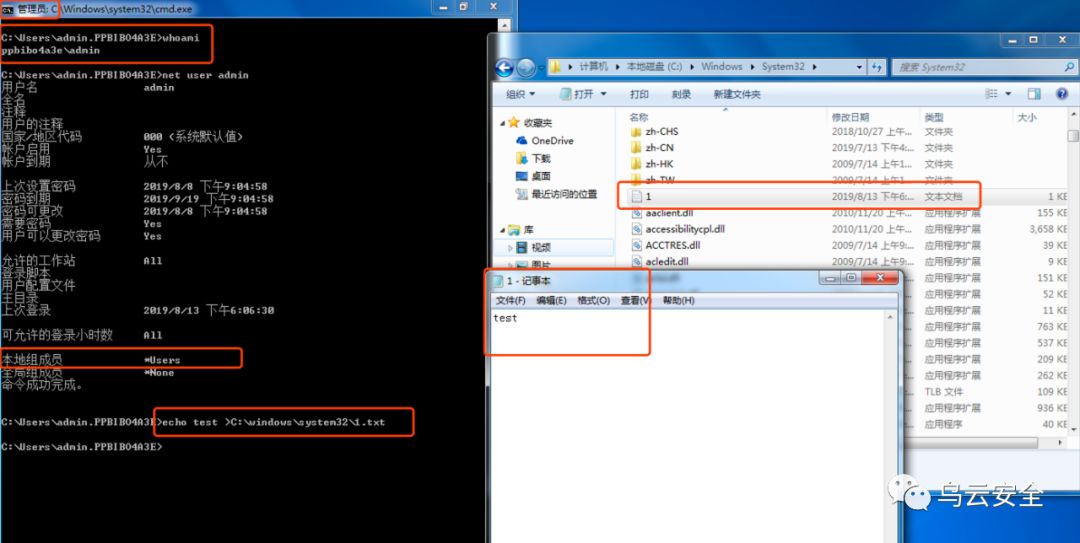 管理员: C:\Windows\system32\cmd.exe
C:\Users\admin.PPBIBO4A3E>whoami
ppbibo4a3e\admin
C:\Users\admin.PPBIBO4A3E>net user admin
用户名 admin
全名
注释
用户的注释
国家/地区代码 000 (系统默认值)
帐户启用 Yes
帐户到期 从不
上次设置密码 2019/8/8 下午9:04:58
密码到期 2019/9/19 下午9:04:58
密码可更改 2019/8/8 下午9:04:58
需要密码 Yes
用户可以更改密码 Yes
允许的工作站 All
登录脚本
用户配置文件
主目录
上次登录 2019/8/13 下午6:06:30
可允许的登录小时数 All
本地组成员 *Users
全局组成员 *None
命令成功完成。
C:\Users\admin.PPBIBO4A3E>echo test >C:\windows\system32\1.txt
C:\Users\admin.PPBIBO4A3E>
计算机 本地磁盘 (C:) Windows System32
搜索 System32
组织 打开 打印 刻录 新建文件夹
收藏夹
OneDrive
下载
桌面
最近访问的位置
库
视频
图片
名称 修改日期 类型 大小
zh-CHS 2018/10/27 上午... 文件夹
zh-CN 2019/7/13 下午4:... 文件夹
zh-HK 2009/7/14 上午1... 文件夹
zh-TW 2009/7/14 上午1... 文件夹
1 2019/8/13 下午6:... 文本文档 1 KB
aaclient.dll 2010/11/20 上午... 应用程序扩展 155 KB
accessibilitycpl.dll 2010/11/20 上午... 应用程序扩展 3,658 KB
ACCTRES.dll 2009/7/14 上午9:... 应用程序扩展 39 KB
acledit.dll 2009/7/14 上午9:... 应用程序扩展 9 KB
应用程序扩展 151 KB
应用程序扩展 52 KB
应用程序扩展 11 KB
应用程序扩展 763 KB
应用程序扩展 537 KB
应用程序扩展 209 KB
应用程序扩展 262 KB
TLB 文件 109 KB
应用程序扩展 936 KB
应用程序 40 KB
1 - 记事本
文件(F) 编辑(E) 格式(O) 查看(V) 帮助(H)
test
乌云安全